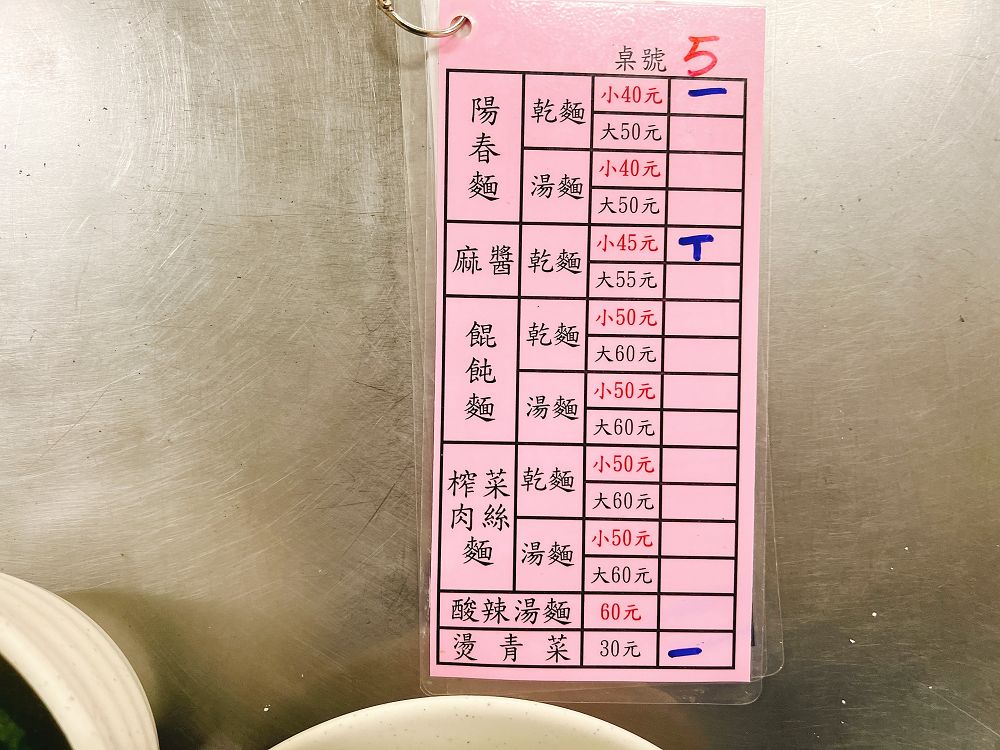 桌號 5
陽春麵 乾麵 小40元 一
大50元
湯麵 小40元
大50元
麻醬 乾麵 小45元 T
大55元
餛飩麵 乾麵 小50元
大60元
湯麵 小50元
大60元
榨菜肉絲麵 乾麵 小50元
大60元
湯麵 小50元
大60元
酸辣湯麵 60元
燙青菜 30元 一